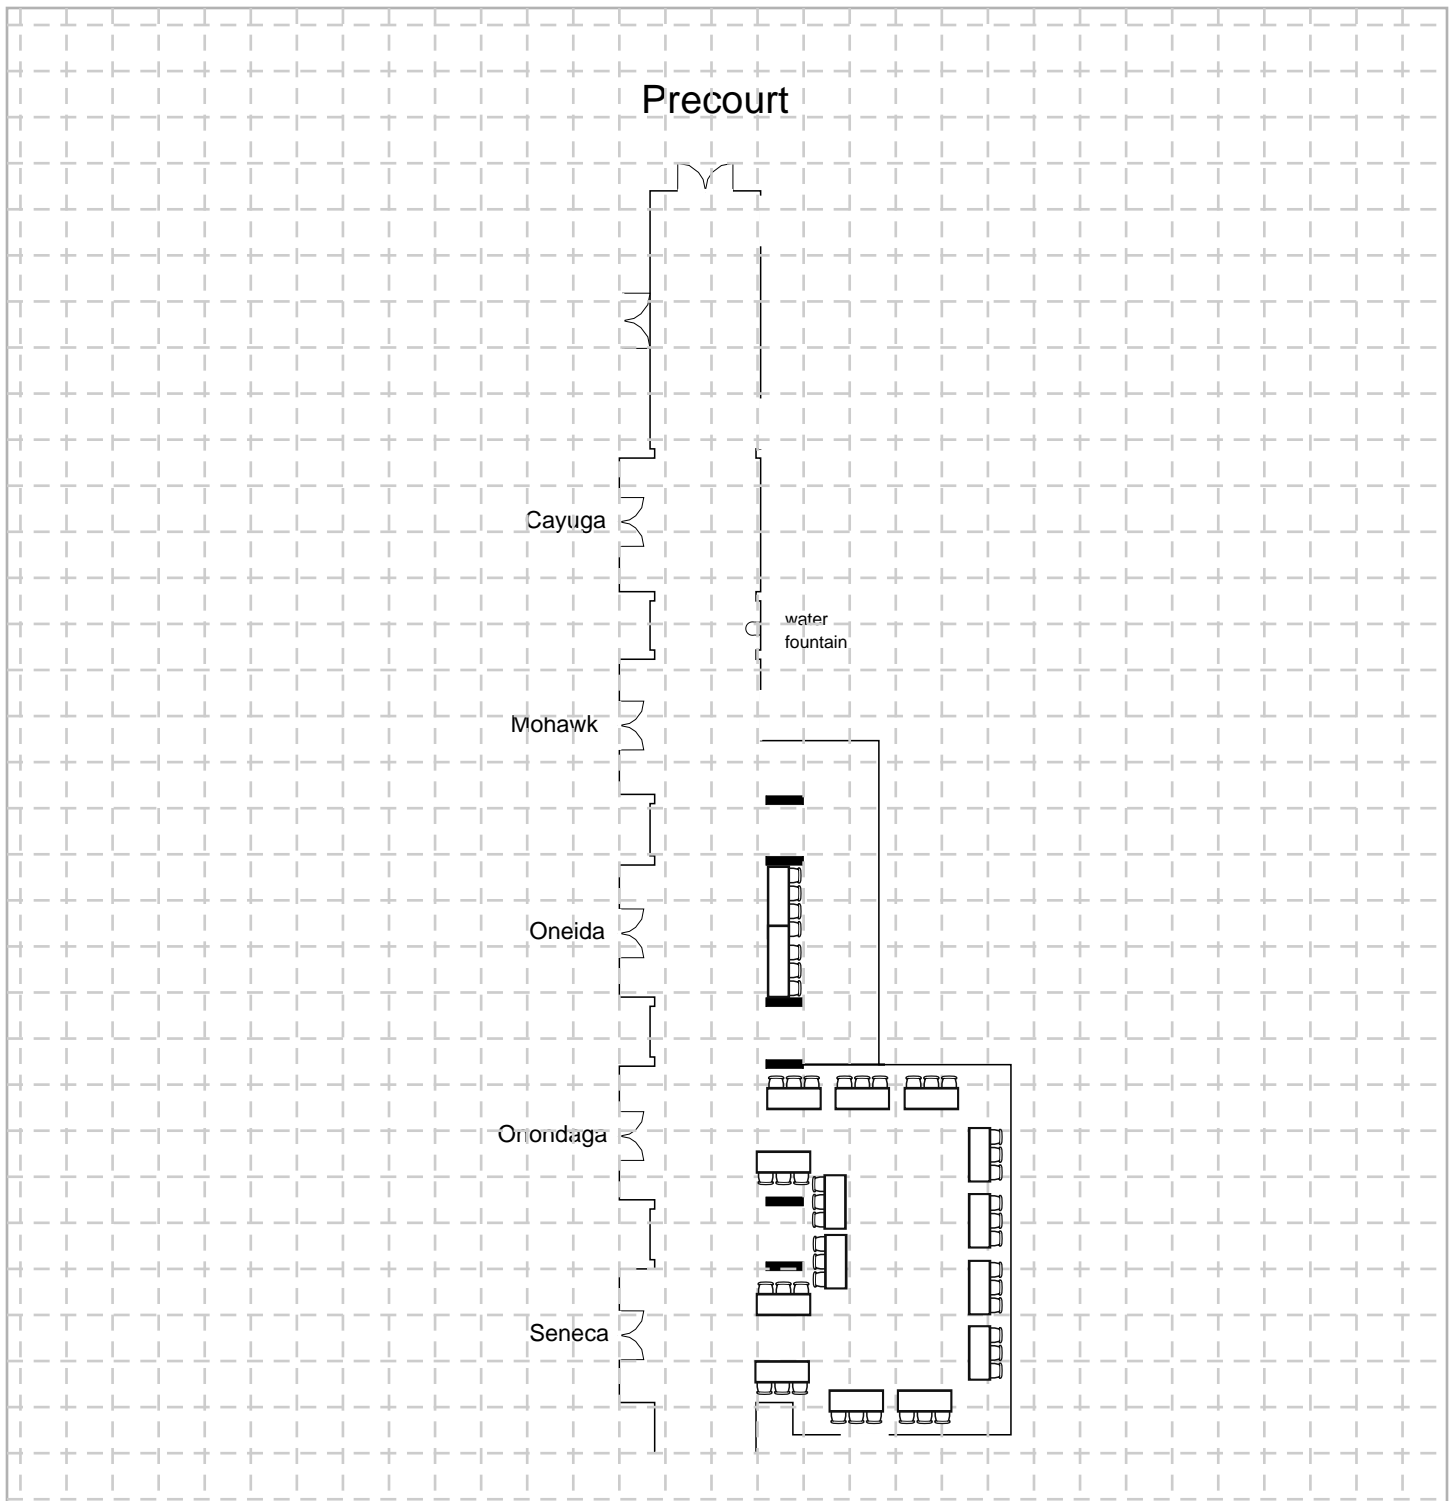 Precourt
Cayuga
water
fountain
Mohawk
Oneida
Onondaga
Seneca